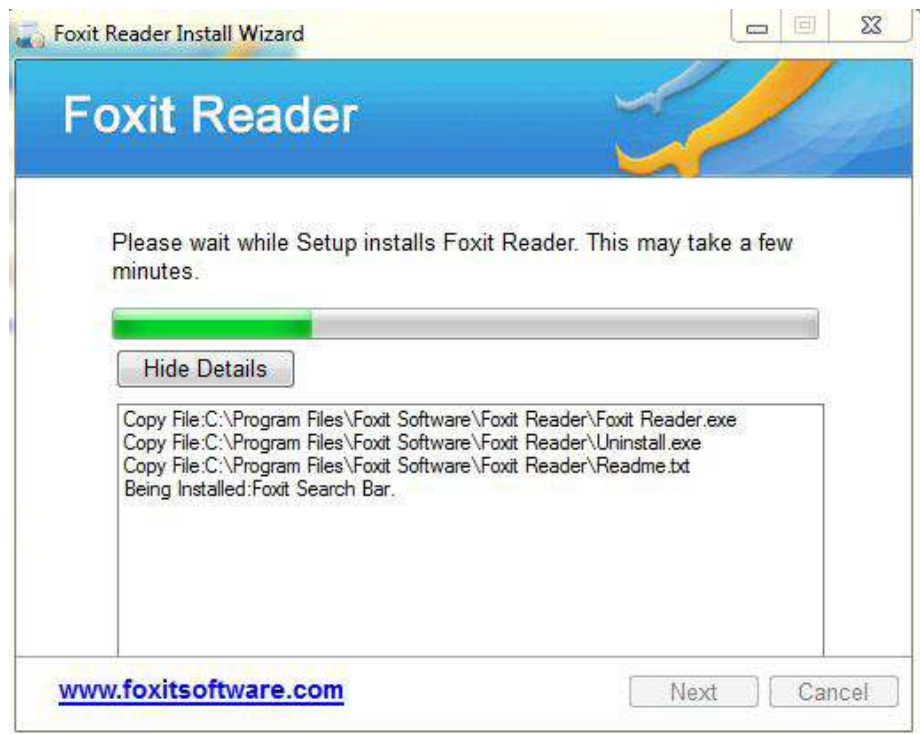 Foxit Reader Install Wizard
Foxit Reader
Please wait while Setup installs Foxit Reader. This may take a few
minutes.
Hide Details
Copy File:C:\Program Files\Foxit Software\Foxit Reader\Foxit Reader.exe
Copy File:C:\Program Files\Foxit Software\Foxit Reader\Uninstall.exe
Copy File:C:\Program Files\Foxit Software\Foxit Reader\Readme.txt
Being Installed:Foxit Search Bar.
www.foxitsoftware.com
Next
Cancel